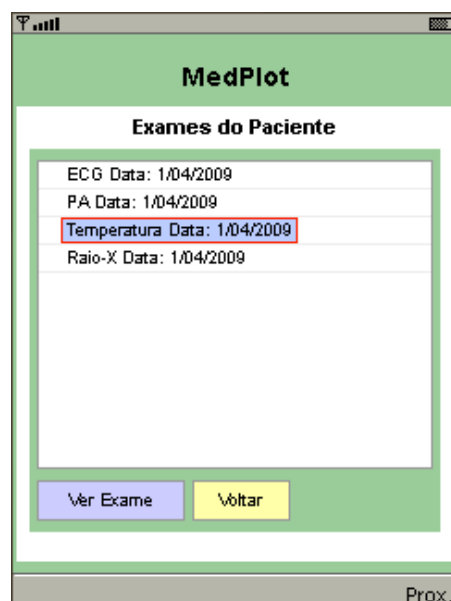 MedPlot
Exames do Paciente
ECG Data: 1/04/2009
PA Data: 1/04/2009
Temperatura Data: 1/04/2009
Raio-X Data: 1/04/2009
Ver Exame Voltar
Prox.